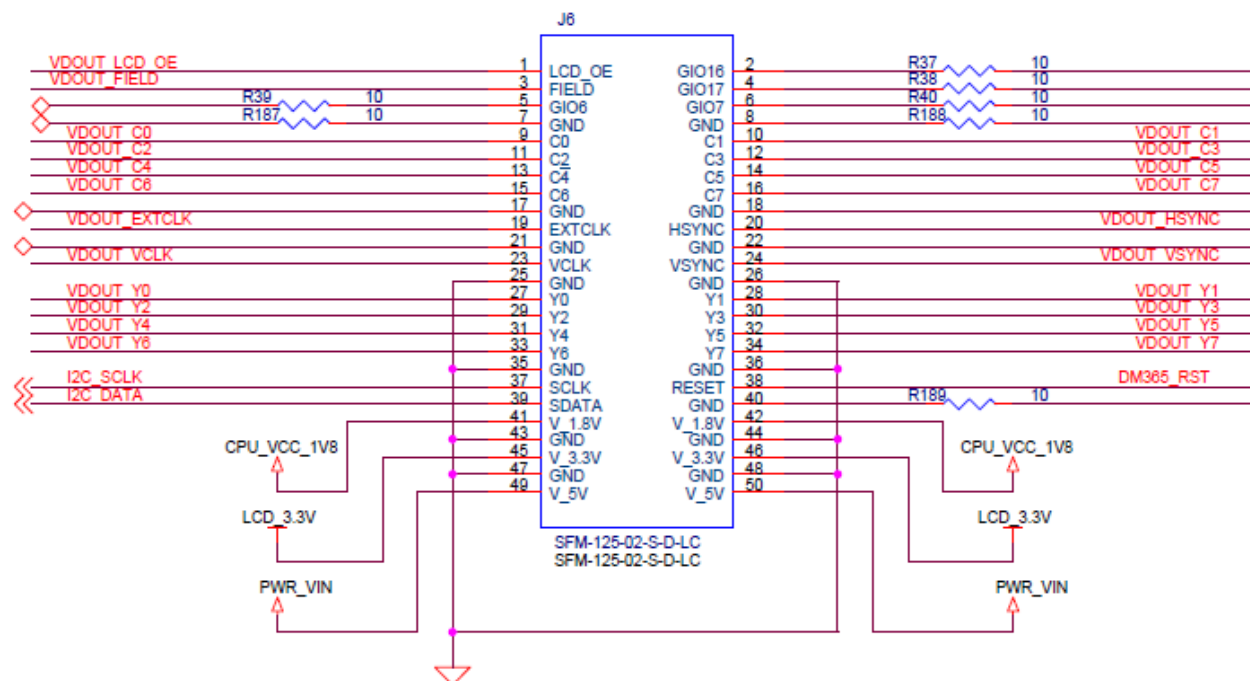 J6
VDOUT_LCD_OE 1 LCD_OE GIO16 2 R37 10
VDOUT_FIELD 3 FIELD GIO17 4 R38 10
R39 10 5 GIO6 GIO7 6 R40 10
R187 10 7 GND GND 8 R188 10
VDOUT_C0 9 C0 C1 10 VDOUT_C1
VDOUT_C2 11 C2 C3 12 VDOUT_C3
VDOUT_C4 13 C4 C5 14 VDOUT_C5
VDOUT_C6 15 C6 C7 16 VDOUT_C7
17 GND GND 18
VDOUT_EXTCLK 19 EXTCLK HSYNC 20 VDOUT_HSYNC
21 GND GND 22
VDOUT_VCLK 23 VCLK VSYNC 24 VDOUT_VSYNC
25 GND GND 26
VDOUT_Y0 27 Y0 Y1 28 VDOUT_Y1
VDOUT_Y2 29 Y2 Y3 30 VDOUT_Y3
VDOUT_Y4 31 Y4 Y5 32 VDOUT_Y5
VDOUT_Y6 33 Y6 Y7 34 VDOUT_Y7
35 GND GND 36
I2C_SCLK 37 SCLK RESET 38 DM365_RST
I2C_DATA 39 SDATA GND 40 R189 10
41 V_1.8V V_1.8V 42
43 GND GND 44
CPU_VCC_1V8 45 V_3.3V V_3.3V 46 CPU_VCC_1V8
47 GND GND 48
49 V_5V V_5V 50
LCD_3.3V LCD_3.3V
SFM-125-02-S-D-LC
SFM-125-02-S-D-LC
PWR_VIN PWR_VIN